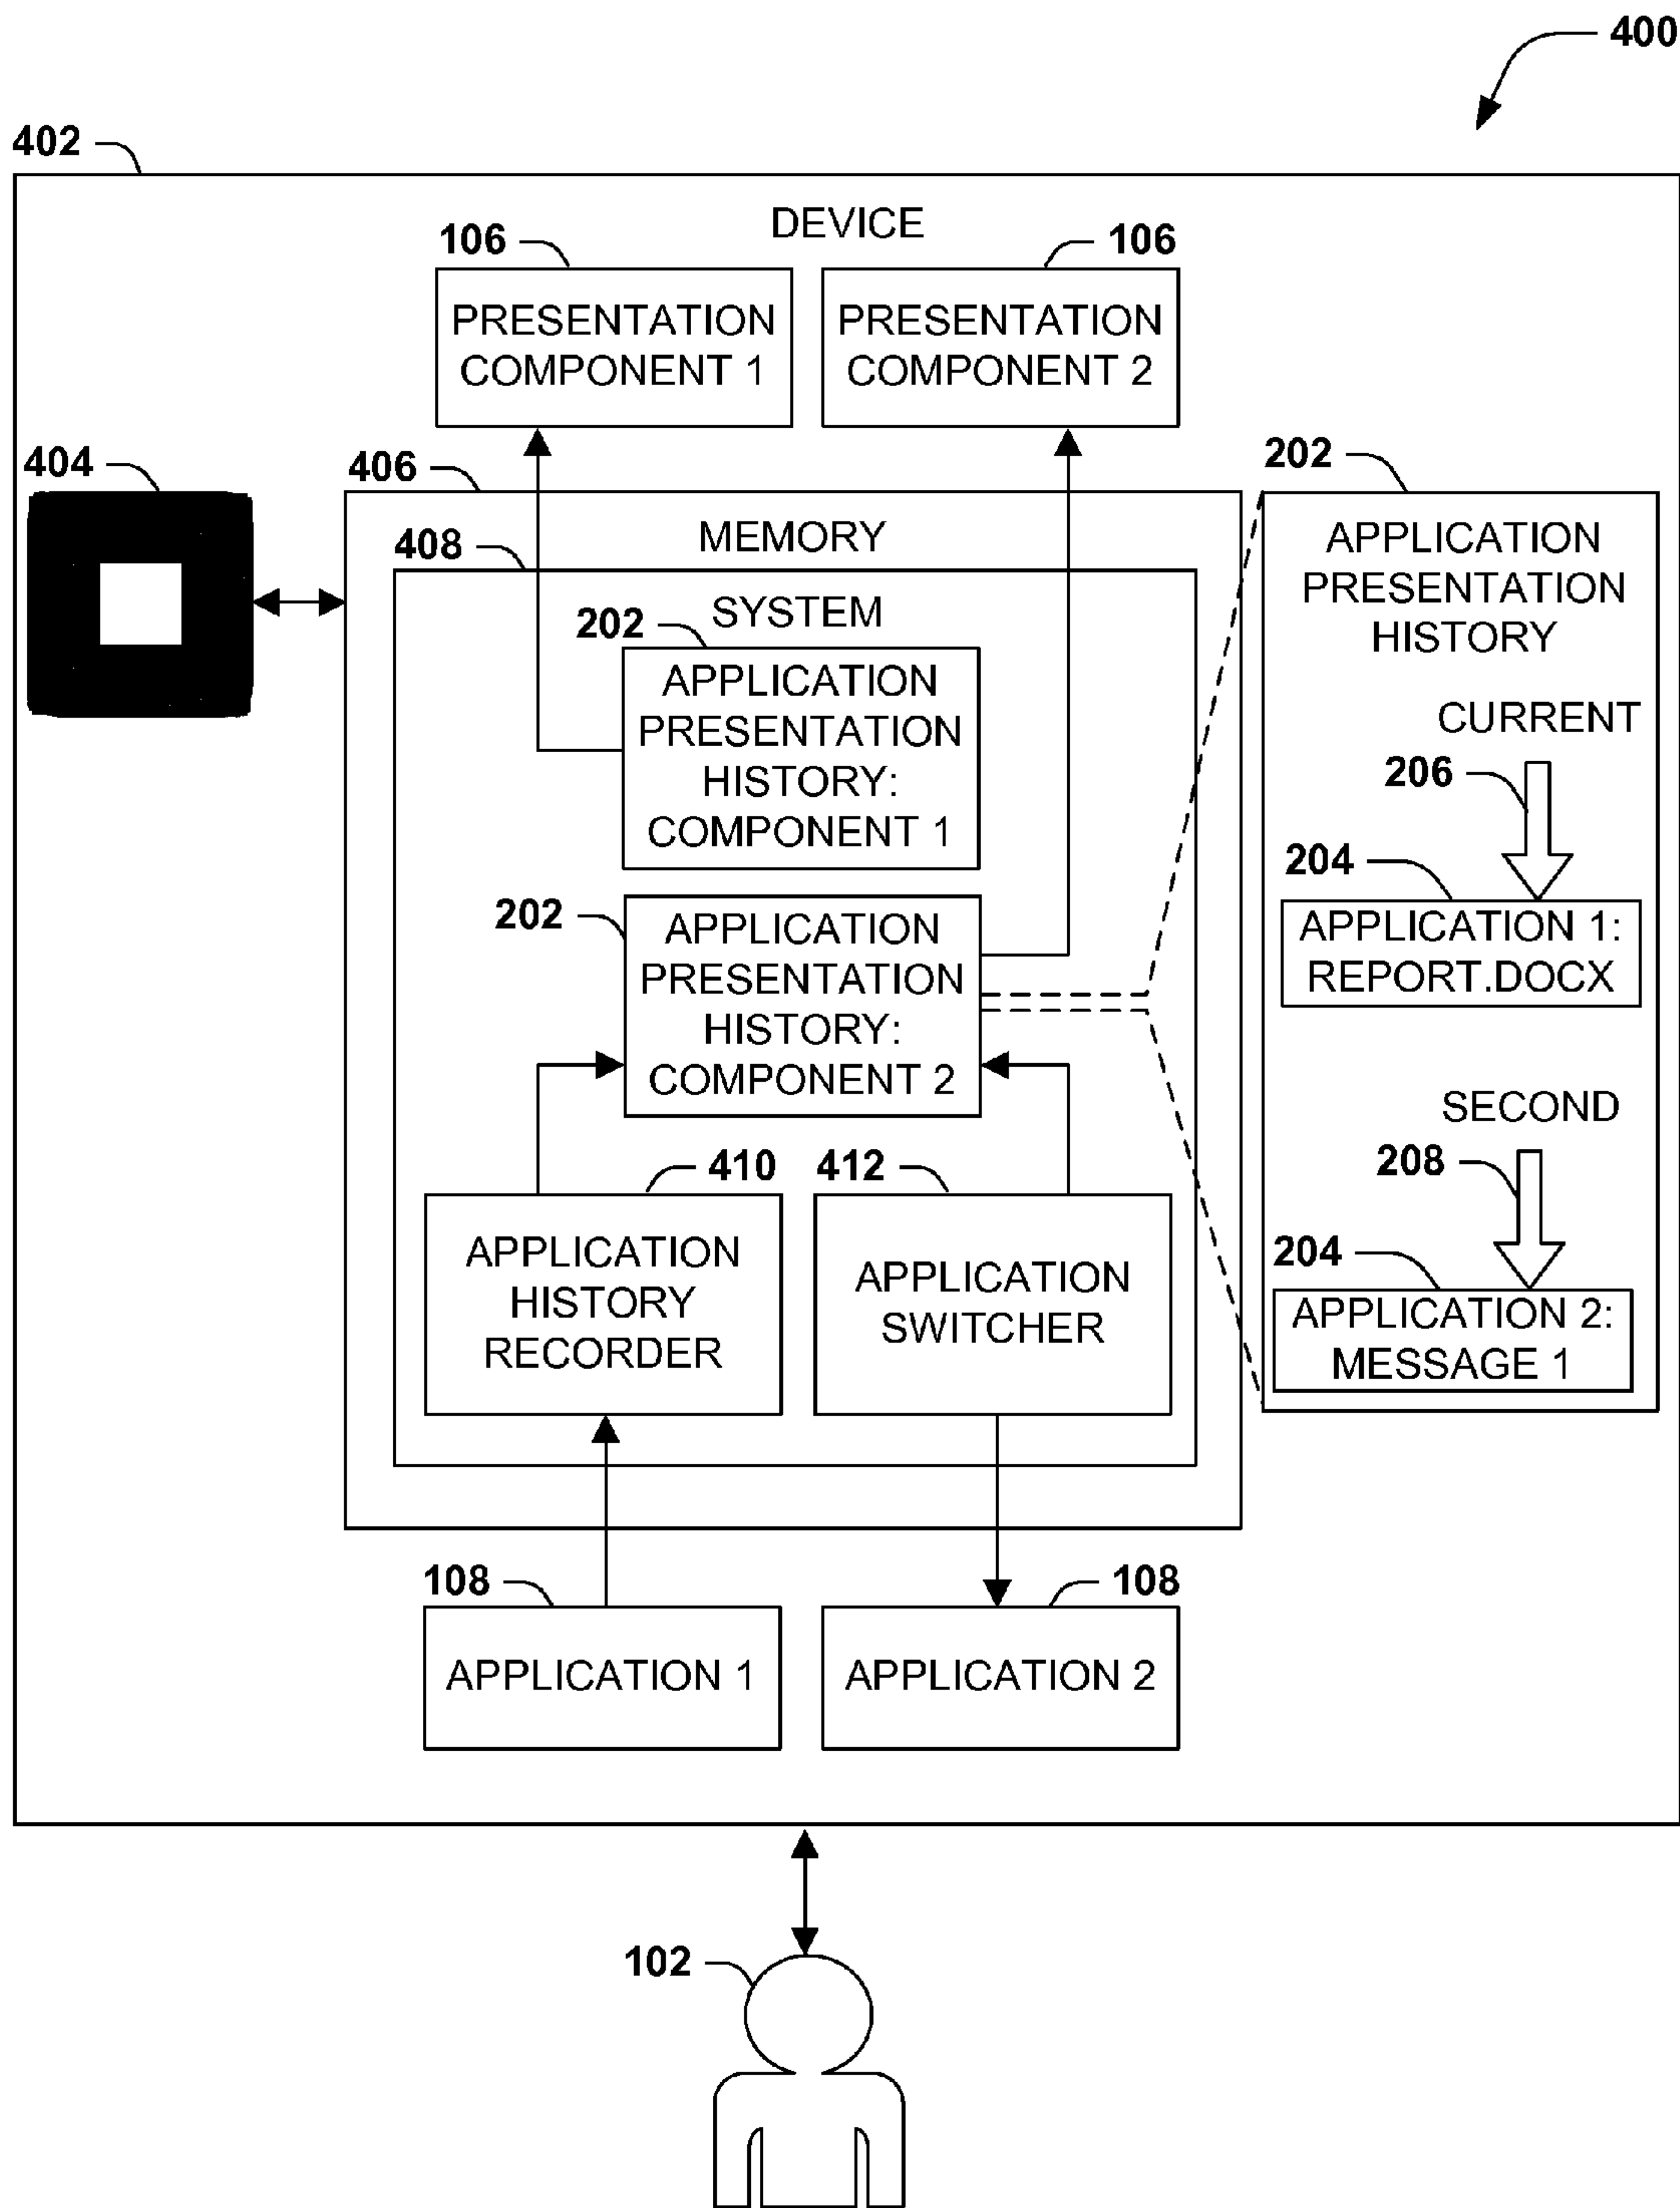 400
402
DEVICE
106
106
PRESENTATION
COMPONENT 1
PRESENTATION
COMPONENT 2
404
406
202
MEMORY
408
SYSTEM
202
APPLICATION
PRESENTATION
HISTORY:
COMPONENT 1
202
APPLICATION
PRESENTATION
HISTORY:
COMPONENT 2
410
412
APPLICATION
HISTORY
RECORDER
APPLICATION
SWITCHER
APPLICATION
PRESENTATION
HISTORY
CURRENT
206
204
APPLICATION 1:
REPORT.DOCX
SECOND
208
204
APPLICATION 2:
MESSAGE 1
108
108
APPLICATION 1
APPLICATION 2
102